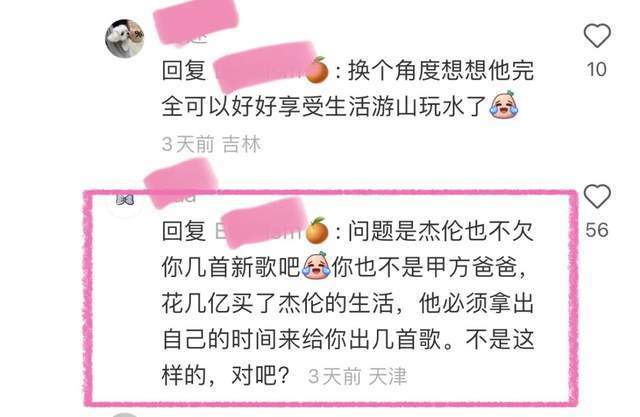 回复 : 换个角度想想他完
10
全可以好好享受生活游山玩水了
3天前 吉林
回复 : 问题是杰伦也不欠
56
你几首新歌吧 你也不是甲方爸爸,
花几亿买了杰伦的生活，他必须拿出
自己的时间来给你出几首歌。不是这
样的，对吧？ 3天前 天津